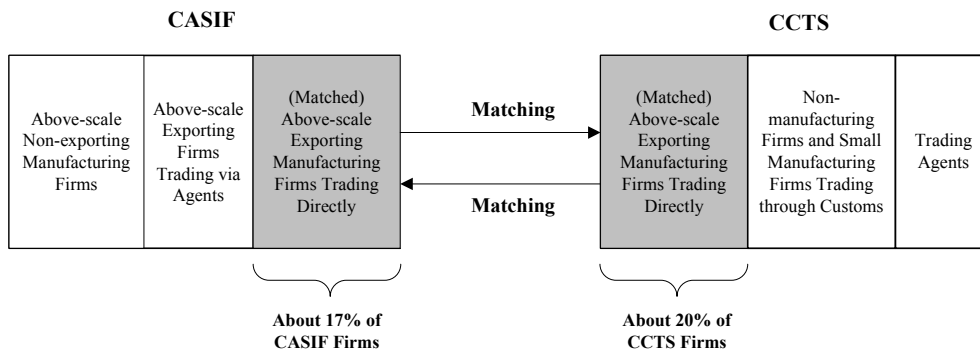 CASIF
CCTS
Above-scale
Non-exporting
Manufacturing
Firms
Above-scale
Exporting
Firms
Trading via
Agents
(Matched)
Above-scale
Exporting
Manufacturing
Firms Trading
Directly
Matching
Matching
(Matched)
Above-scale
Exporting
Manufacturing
Firms Trading
Directly
Non-
manufacturing
Firms and Small
Manufacturing
Firms Trading
through Customs
Trading
Agents
About 17% of
CASIF Firms
About 20% of
CCTS Firms